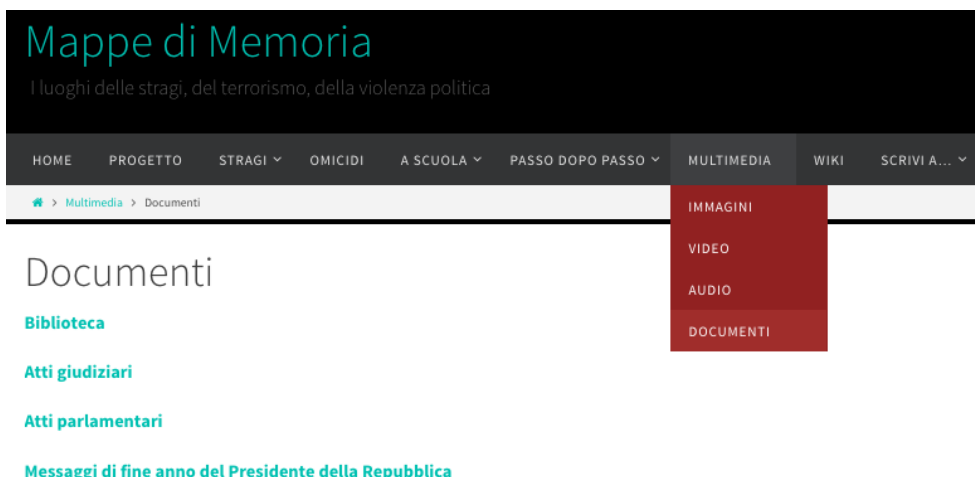 Mappe di Memoria
I luoghi delle stragi, del terrorismo, della violenza politica
HOME PROGETTO STRAGI OMICIDI A SCUOLA PASSO DOPO PASSO MULTIMEDIA WIKI SCRIVI A...
> Multimedia > Documenti
IMMAGINI
VIDEO
AUDIO
DOCUMENTI
Documenti
Biblioteca
Atti giudiziari
Atti parlamentari
Messaggi di fine anno del Presidente della Repubblica